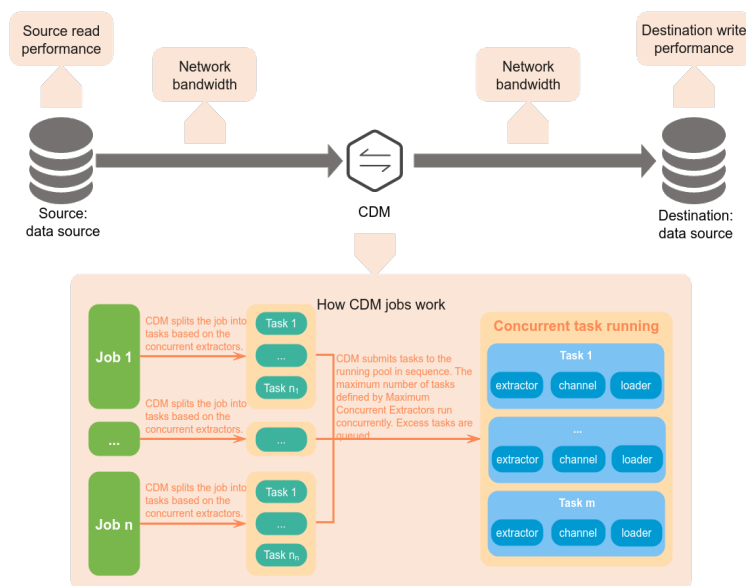 Source read
performance
Network
bandwidth
Network
bandwidth
Destination write
performance
Source:
data source
CDM
Destination:
data source
How CDM jobs work
Job 1
CDM splits the job into
tasks based on the
concurrent extractors.
Task 1
...
Task n1
...
CDM splits the job into
tasks based on the
concurrent extractors.
...
Job n
CDM splits the job into
tasks based on the
concurrent extractors.
Task 1
...
Task nn
CDM submits tasks to the
running pool in sequence. The
maximum number of tasks
defined by Maximum
Concurrent Extractors run
concurrently. Excess tasks are
queued
Concurrent task running
Task 1
extractor channel loader
...
extractor channel loader
Task m
extractor channel loader